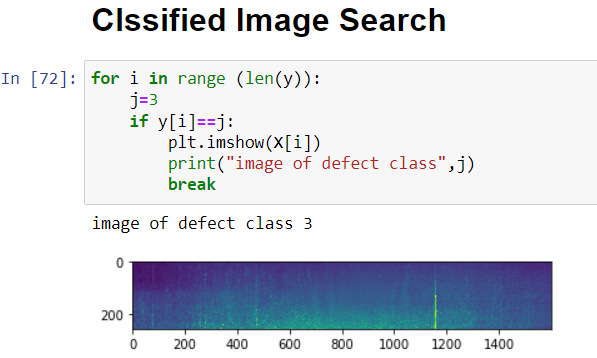 Clssified Image Search
In [72]: for i in range (len(y)):
    j=3
    if y[i]==j:
        plt.imshow(X[i])
        print("image of defect class",j)
        break
image of defect class 3
0
200
0 200 400 600 800 1000 1200 1400